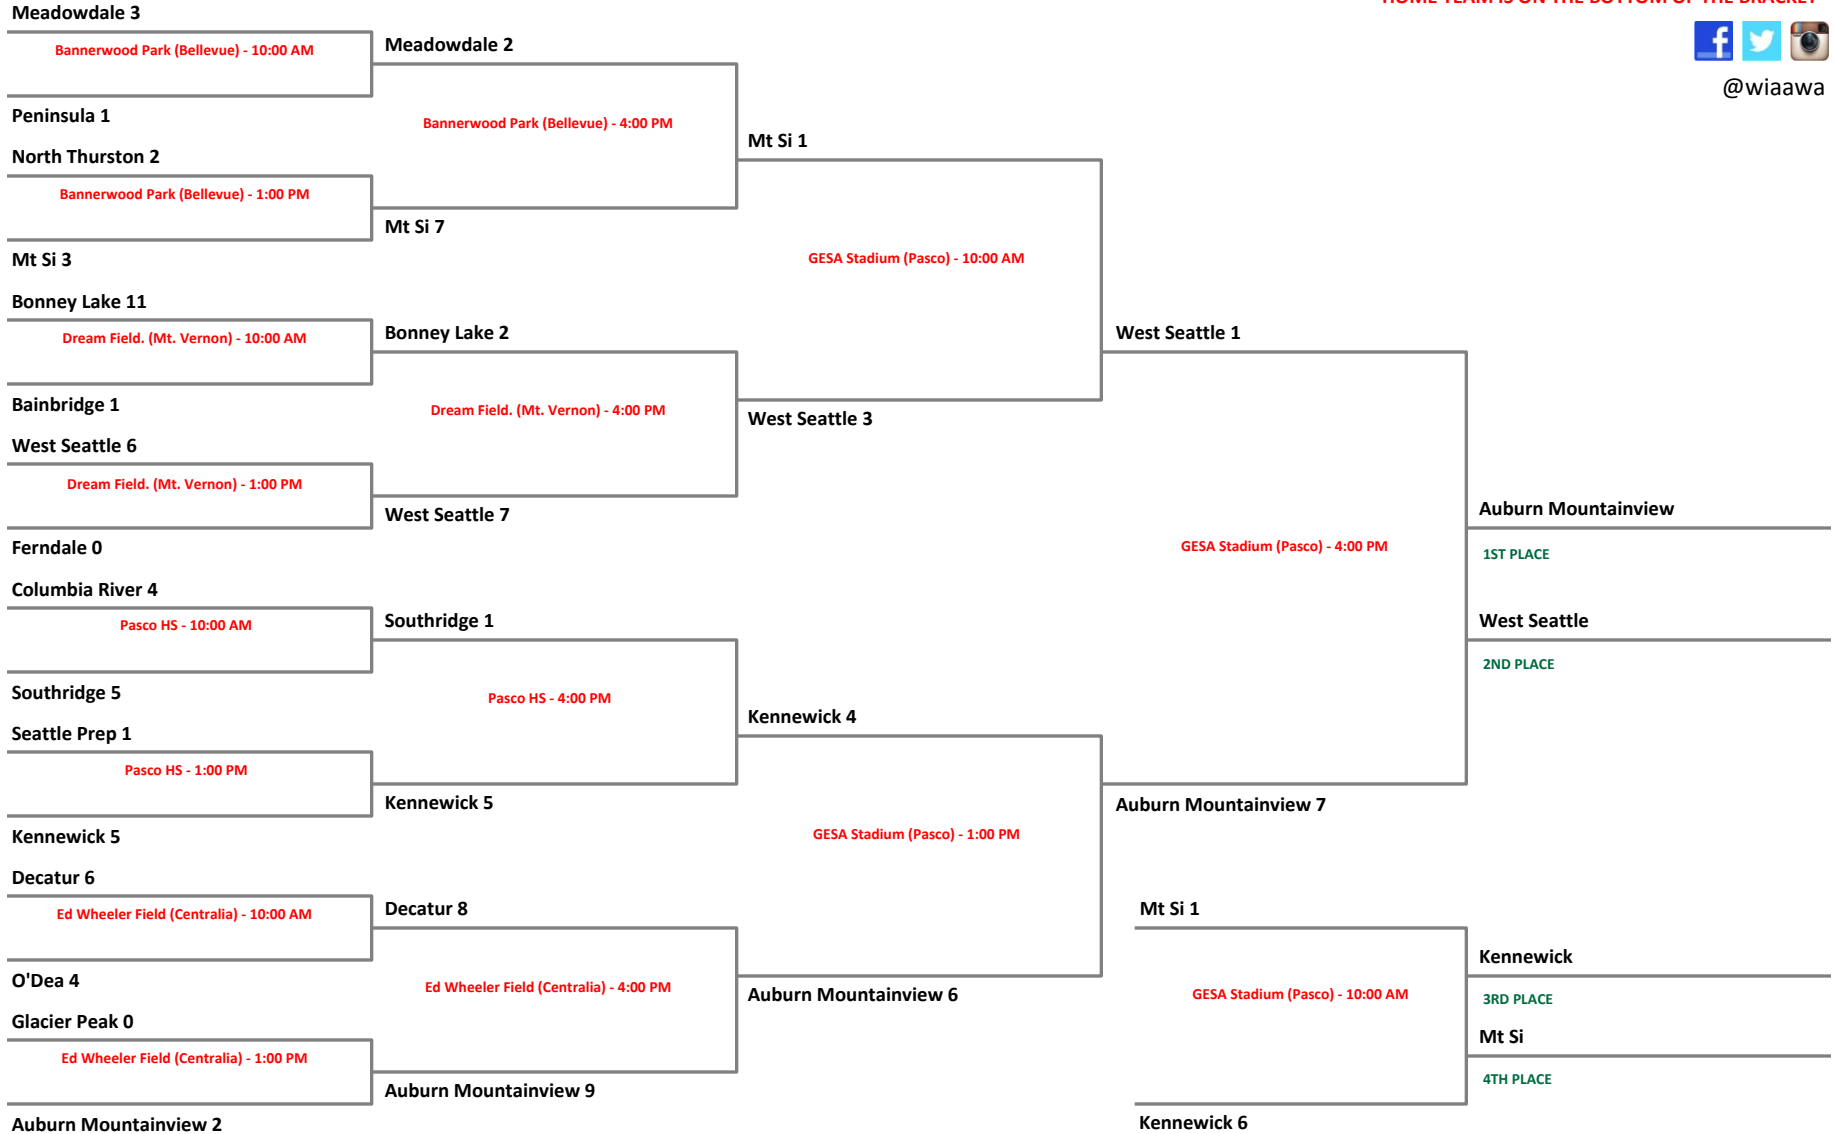 HOME TEAM IS ON THE BOTTOM OF THE BRACKET
@wiaawa
Meadowdale 3
Bannerwood Park (Bellevue) - 10:00 AM
Peninsula 1
North Thurston 2
Bannerwood Park (Bellevue) - 1:00 PM
Mt Si 3
Bonney Lake 11
Dream Field. (Mt. Vernon) - 10:00 AM
Bainbridge 1
West Seattle 6
Dream Field. (Mt. Vernon) - 1:00 PM
Ferndale 0
Columbia River 4
Pasco HS - 10:00 AM
Southridge 5
Seattle Prep 1
Pasco HS - 1:00 PM
Kennewick 5
Decatur 6
Ed Wheeler Field (Centralia) - 10:00 AM
O'Dea 4
Glacier Peak 0
Ed Wheeler Field (Centralia) - 1:00 PM
Auburn Mountainview 2
Meadowdale 2
Bannerwood Park (Bellevue) - 4:00 PM
Mt Si 7
Bonney Lake 2
Dream Field. (Mt. Vernon) - 4:00 PM
West Seattle 7
Southridge 1
Pasco HS - 4:00 PM
Kennewick 5
Decatur 8
Ed Wheeler Field (Centralia) - 4:00 PM
Auburn Mountainview 9
Mt Si 1
GESA Stadium (Pasco) - 10:00 AM
West Seattle 3
Kennewick 4
GESA Stadium (Pasco) - 1:00 PM
Auburn Mountainview 6
West Seattle 1
GESA Stadium (Pasco) - 4:00 PM
Auburn Mountainview 7
Mt Si 1
GESA Stadium (Pasco) - 10:00 AM
Kennewick 6
Auburn Mountainview
1ST PLACE
West Seattle
2ND PLACE
Kennewick
3RD PLACE
Mt Si
4TH PLACE